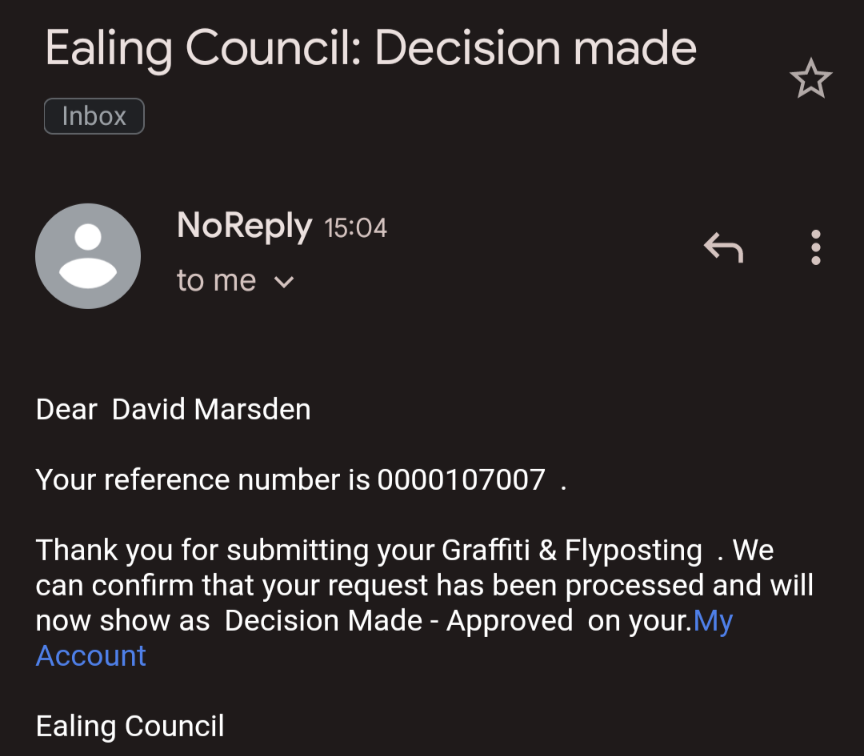 Ealing Council: Decision made
Inbox
NoReply 15:04
to me
Dear  David Marsden
Your reference number is 0000107007  .
Thank you for submitting your Graffiti & Flyposting  . We
can confirm that your request has been processed and will
now show as  Decision Made - Approved  on your.My
Account
Ealing Council